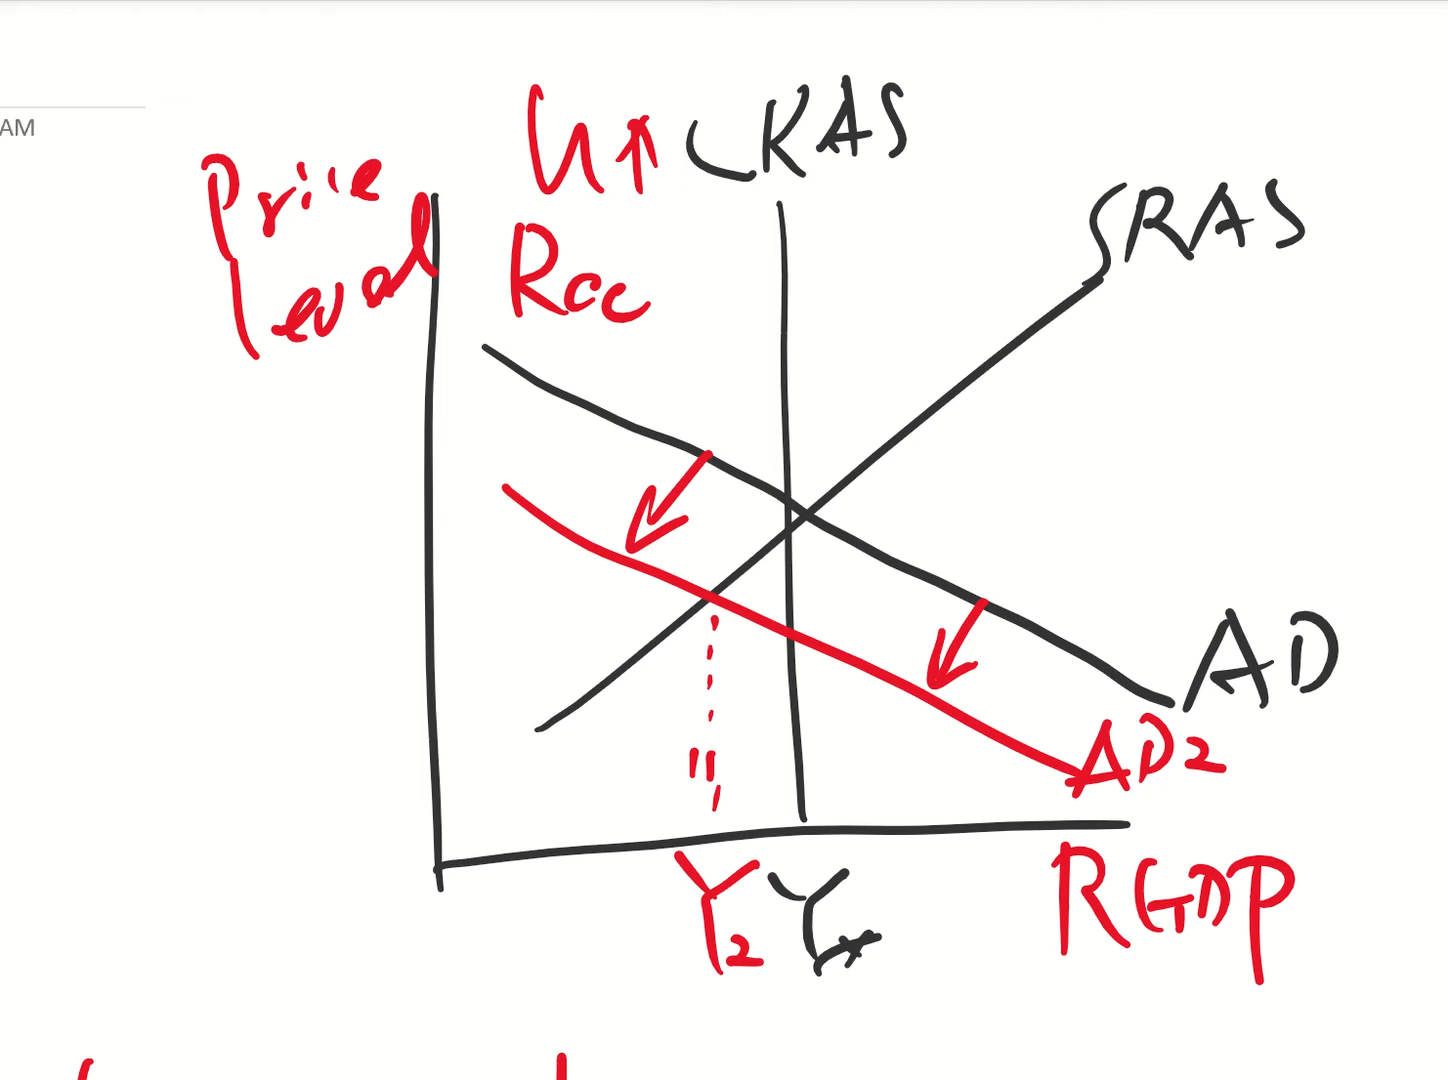 AM
U↑
LRAS
Price
level
Rec
SRAS
AD
AD2
Y2
Y*
RGDP